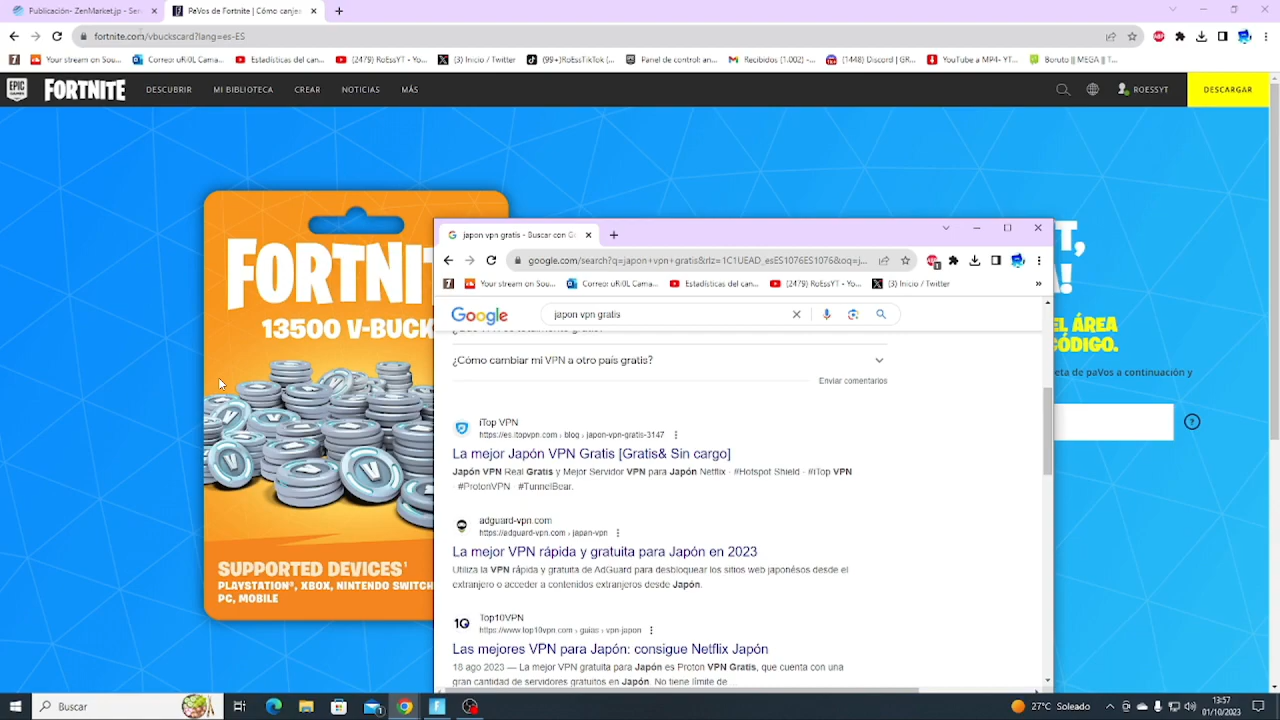 Publicación- ZenMarket.jp - Ser
PaVos de Fortnite | Cómo canje
fortnite.com/vbuckscard?lang=es-ES
Your stream on Sou...
Correo: uRi0L Cama...
Estadísticas del can...
(2479) RoEssYT - Yo...
(3) Inicio / Twitter
(99+)RoEssTikTok (...
Panel de control: an...
Recibidos (1.002) -...
(1448) Discord | GR...
YouTube a MP4- YT...
Boruto || MEGA || T...
EPIC GAMES
FORTNITE
DESCUBRIR
MI BIBLIOTECA
CREAR
NOTICIAS
MÁS
ROESSYT
DESCARGAR
FORTNIT
13500 V-BUCK
SUPPORTED DEVICES¹
PLAYSTATION®, XBOX, NINTENDO SWITCH
PC, MOBILE
T,
A!
EL ÁREA
CÓDIGO.
eta de paVos a continuación y
japon vpn gratis - Buscar con Go
google.com/search?q=japon+vpn+gratis&rlz=1C1UEAD_esES1076ES1076&oq=j...
Your stream on Sou...
Correo: uRi0L Cama...
Estadísticas del can...
(2479) RoEssYT - Yo...
(3) Inicio / Twitter
»
Google
japon vpn gratis
¿Cómo cambiar mi VPN a otro país gratis?
Enviar comentarios
iTop VPN
https://es.itopvpn.com › blog › japon-vpn-gratis-3147
La mejor Japón VPN Gratis [Gratis& Sin cargo]
Japón VPN Real Gratis y Mejor Servidor VPN para Japón Netflix · #Hotspot Shield · #iTop VPN
· #ProtonVPN · #TunnelBear.
adguard-vpn.com
https://adguard-vpn.com › japan-vpn
La mejor VPN rápida y gratuita para Japón en 2023
Utiliza la VPN rápida y gratuita de AdGuard para desbloquear los sitios web japonéses desde el
extranjero o acceder a contenidos extranjeros desde Japón.
1Q
Top10VPN
https://www.top10vpn.com › guias › vpn-japon
Las mejores VPN para Japón: consigue Netflix Japón
18 ago 2023 — La mejor VPN gratuita para Japón es Proton VPN Gratis, que cuenta con una
gran cantidad de servidores gratuitos en Japón. No tiene límite de ...
Buscar
27°C Soleado
13:57
01/10/2023